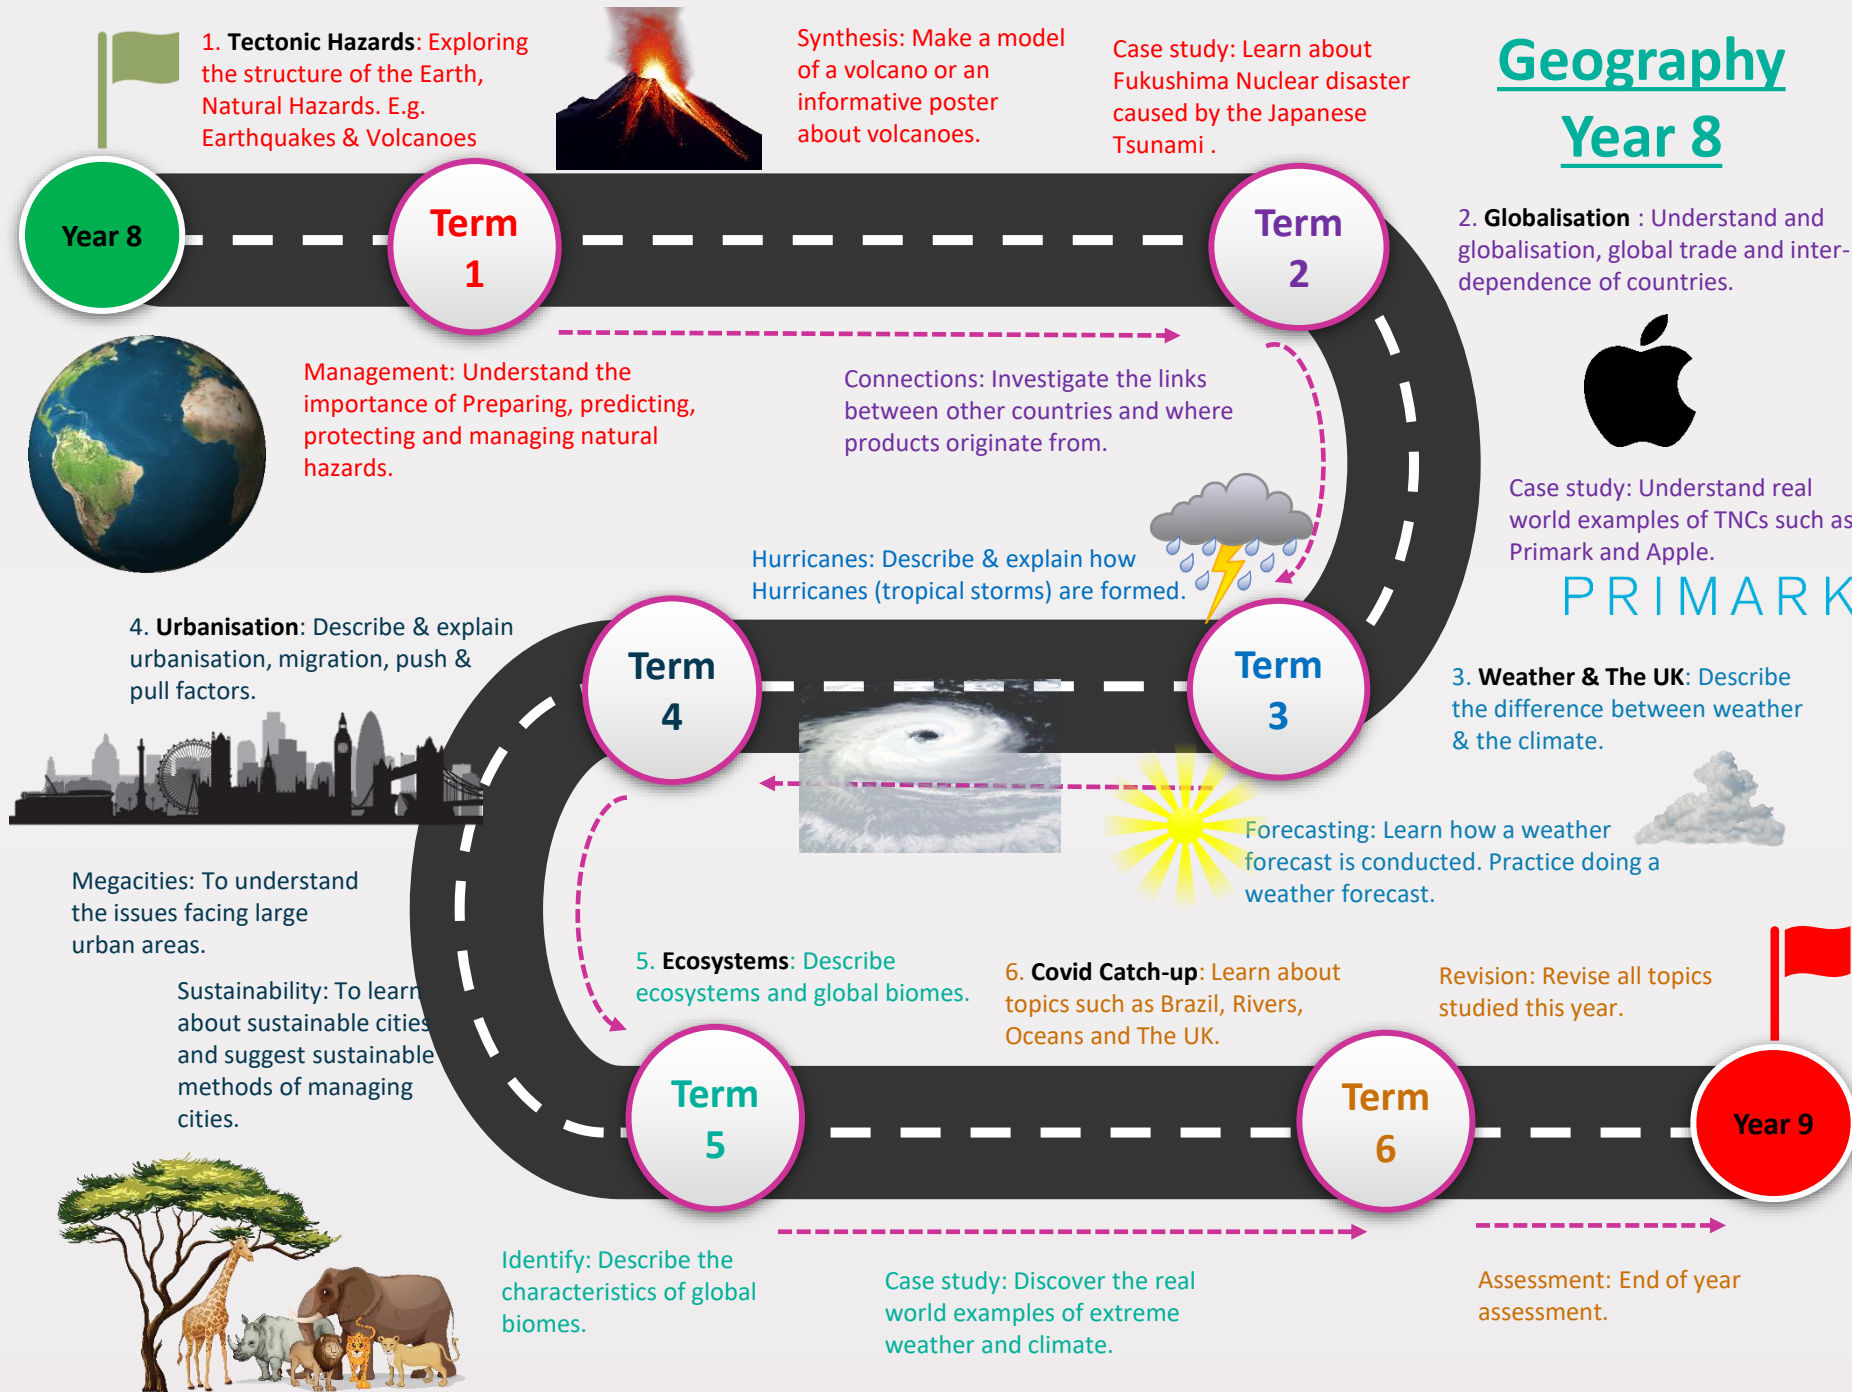 Geography
Year 8
1. Tectonic Hazards: Exploring
the structure of the Earth,
Natural Hazards. E.g.
Earthquakes & Volcanoes
Synthesis: Make a model
of a volcano or an
informative poster
about volcanoes.
Case study: Learn about
Fukushima Nuclear disaster
caused by the Japanese
Tsunami .
Year 8
Term
1
Term
2
2. Globalisation : Understand and
globalisation, global trade and inter-
dependence of countries.
Management: Understand the
importance of Preparing, predicting,
protecting and managing natural
hazards.
Connections: Investigate the links
between other countries and where
products originate from.
Case study: Understand real
world examples of TNCs such as
Primark and Apple.
PRIMARK
Hurricanes: Describe & explain how
Hurricanes (tropical storms) are formed.
Term
3
3. Weather & The UK: Describe
the difference between weather
& the climate.
Forecasting: Learn how a weather
forecast is conducted. Practice doing a
weather forecast.
Term
4
4. Urbanisation: Describe & explain
urbanisation, migration, push &
pull factors.
Megacities: To understand
the issues facing large
urban areas.
Sustainability: To learn
about sustainable cities
and suggest sustainable
methods of managing
cities.
5. Ecosystems: Describe
ecosystems and global biomes.
Term
5
6. Covid Catch-up: Learn about
topics such as Brazil, Rivers,
Oceans and The UK.
Term
6
Revision: Revise all topics
studied this year.
Year 9
Identify: Describe the
characteristics of global
biomes.
Case study: Discover the real
world examples of extreme
weather and climate.
Assessment: End of year
assessment.